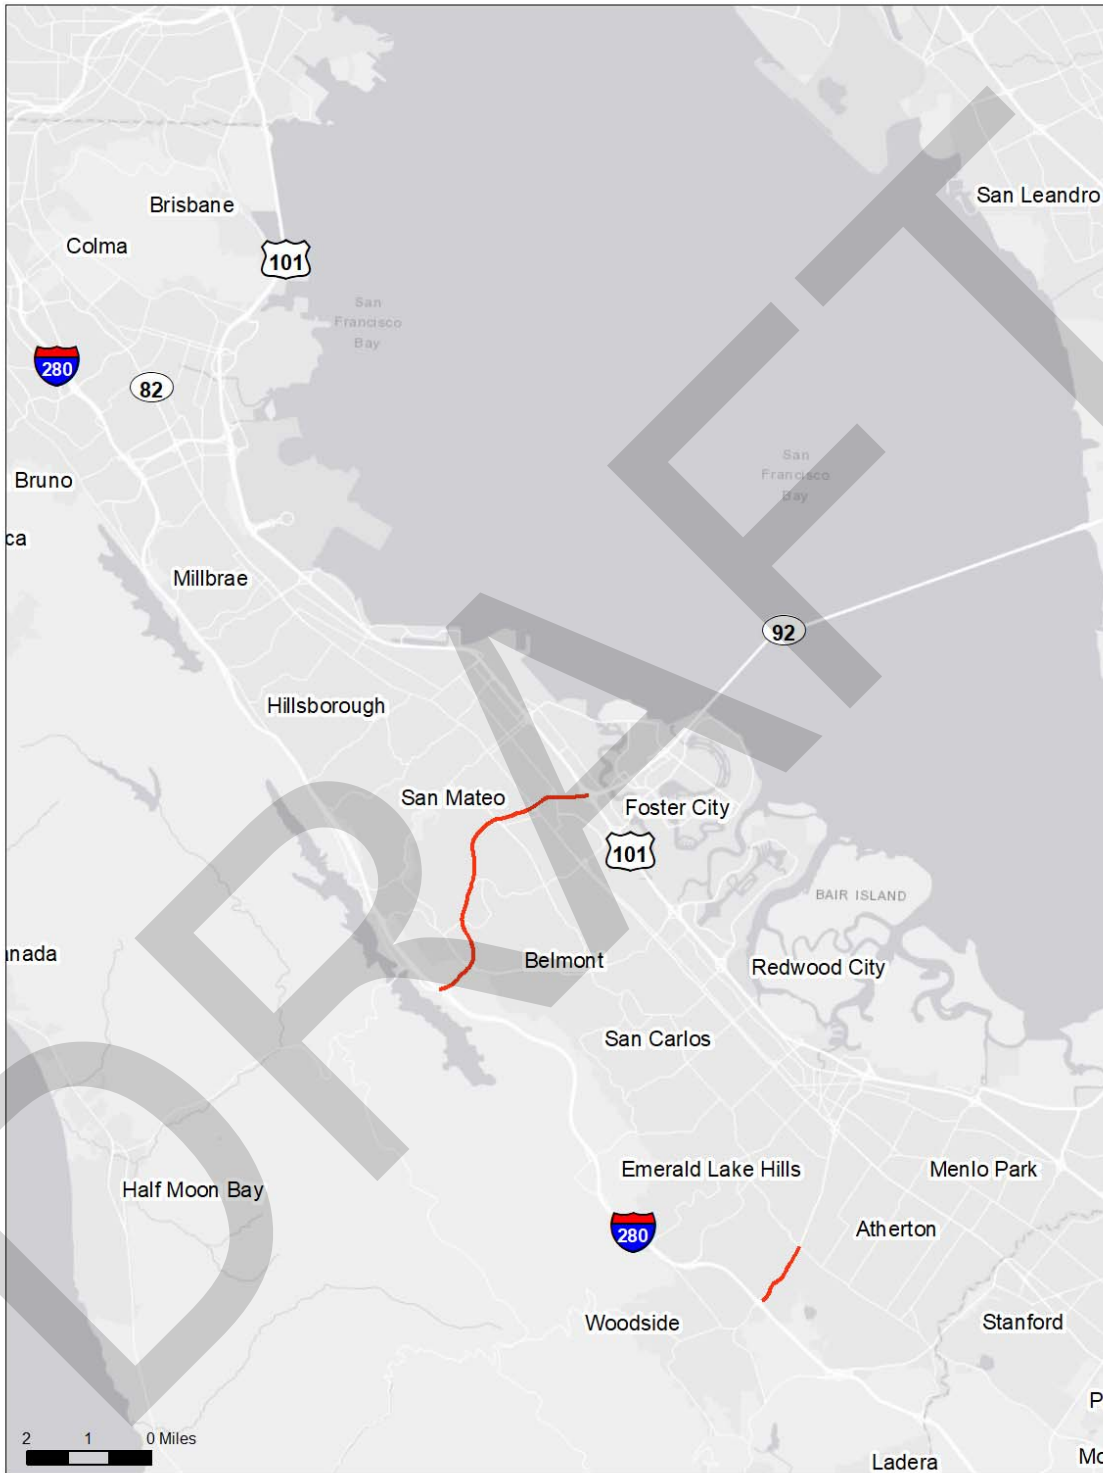 Brisbane
San Leandro
Colma
101
San
Francisco
Bay
280
82
San
Francisco
Bay
Bruno
ca
Millbrae
92
Hillsborough
San Mateo
Foster City
101
BAIR ISLAND
anada
Belmont
Redwood City
San Carlos
Emerald Lake Hills
Menlo Park
Half Moon Bay
280
Atherton
Woodside
Stanford
P
2 1 0 Miles
Ladera
Mo
DRAFT